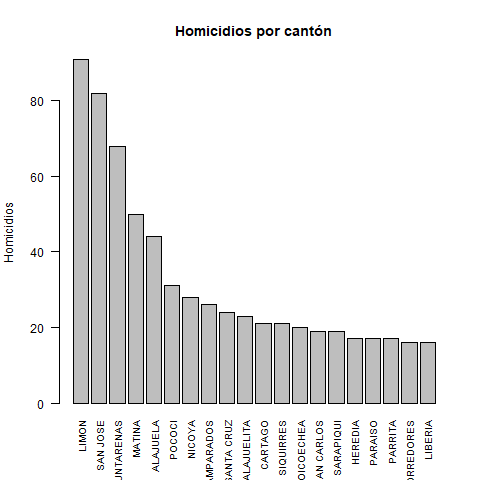 Homicidios por cantón
Homicidios
80
60
40
20
0
LIMON
SAN JOSE
UNTARENAS
MATINA
ALAJUELA
POCOCI
NICOYA
AMPARADOS
SANTA CRUZ
ALAJUELITA
CARTAGO
SIQUIRRES
OICOECHEA
AN CARLOS
SARAPIQUI
HEREDIA
PARAISO
PARRITA
ORREDORES
LIBERIA